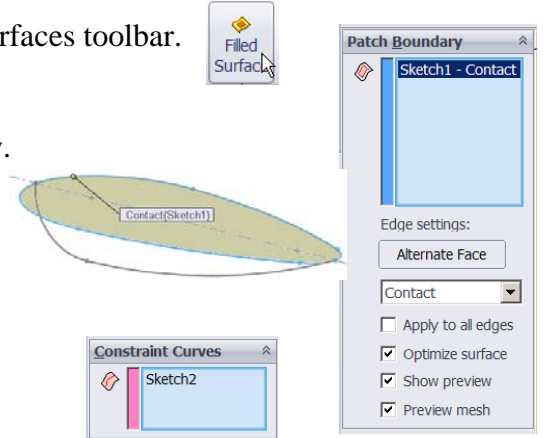 rfaces toolbar.
Filled
Surfac
Patch Boundary
Sketch1 - Contact
.
Contact(Sketch1)
Edge settings:
Alternate Face
Contact
Apply to all edges
Optimize surface
Show preview
Preview mesh
Constraint Curves
Sketch2